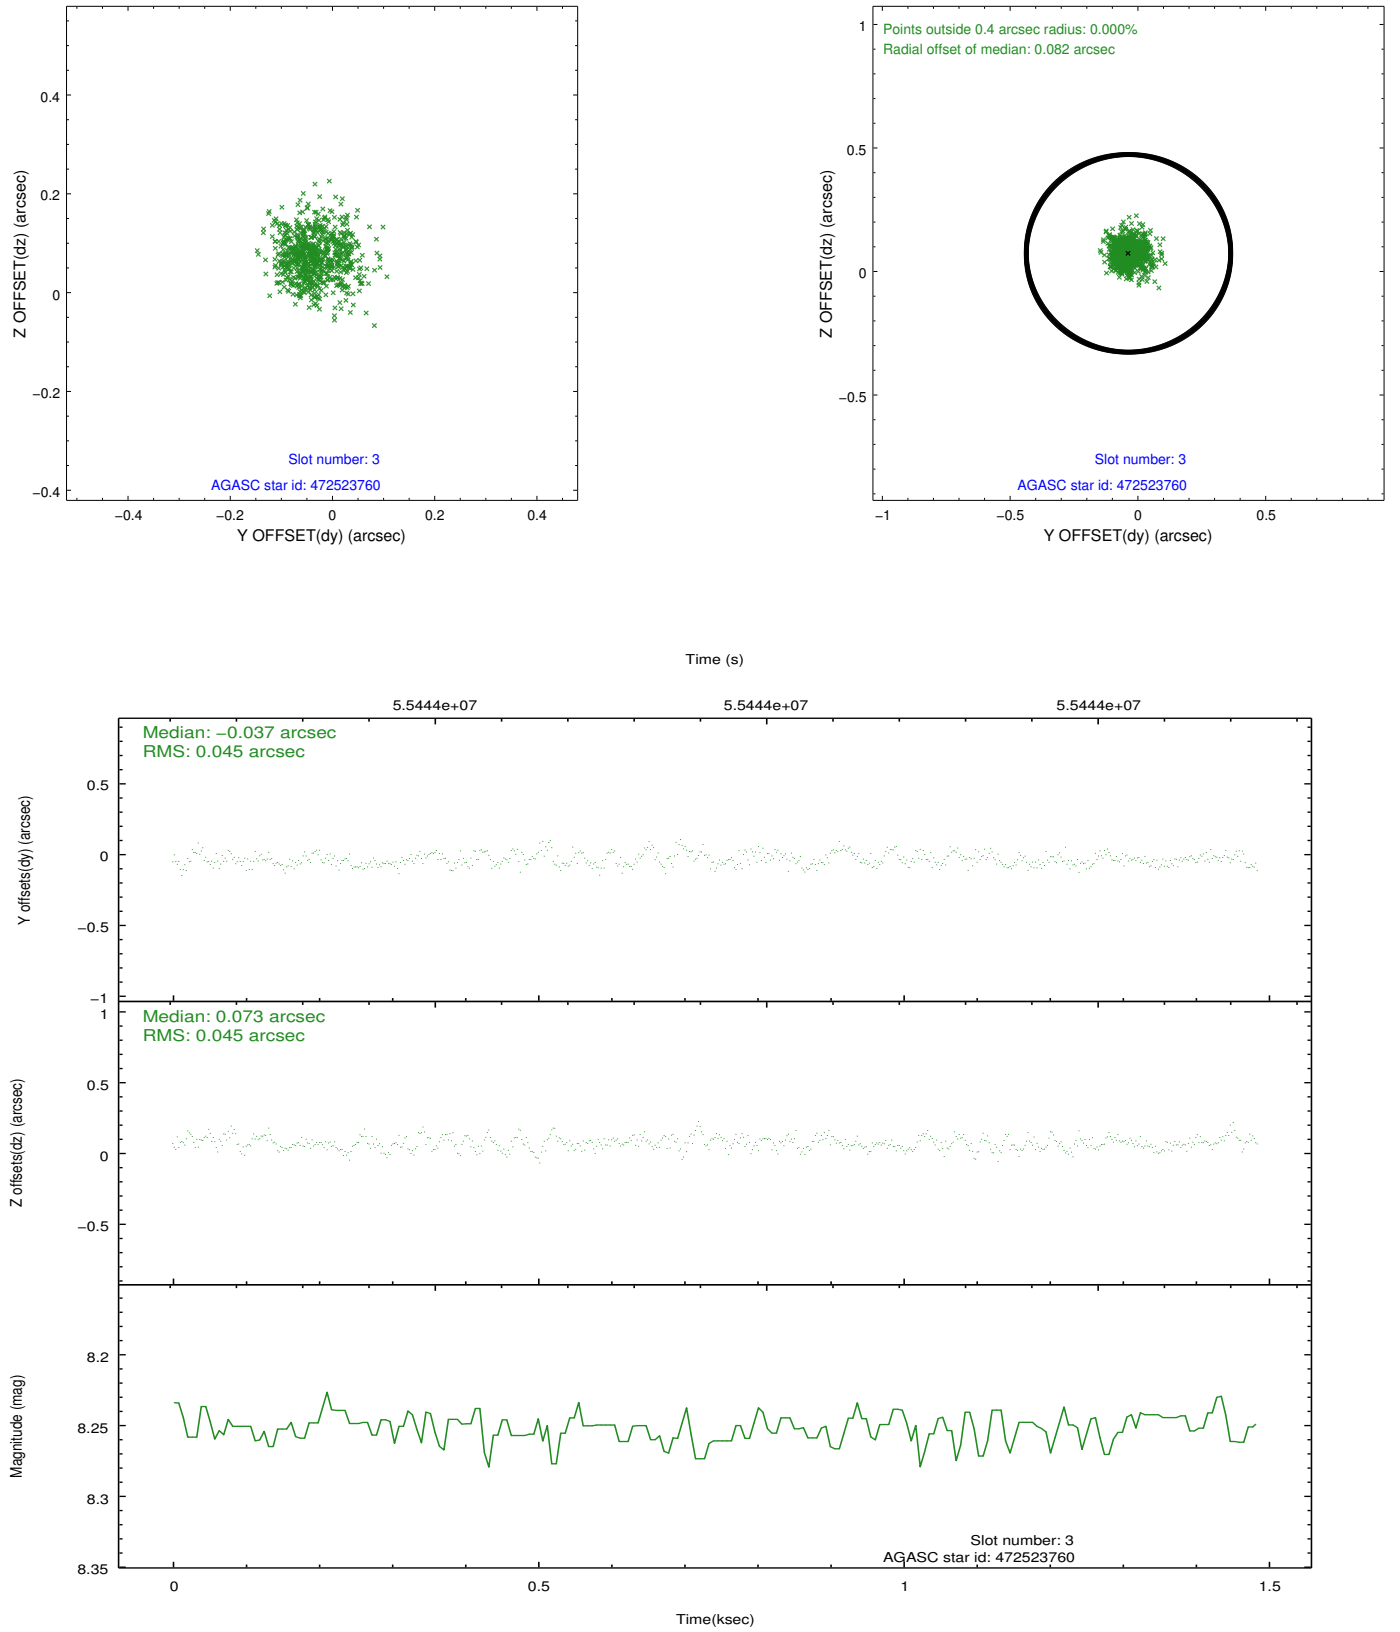 0.4
0.2
0
−0.2
−0.4
Z OFFSET(dz) (arcsec)
Slot number: 3
AGASC star id: 472523760
−0.4 −0.2 0 0.2 0.4
Y OFFSET(dy) (arcsec)
Points outside 0.4 arcsec radius: 0.000%
Radial offset of median: 0.082 arcsec
1
0.5
0
−0.5
Z OFFSET(dz) (arcsec)
Slot number: 3
AGASC star id: 472523760
−1 −0.5 0 0.5
Y OFFSET(dy) (arcsec)
Time (s)
5.5444e+07 5.5444e+07 5.5444e+07
Median: −0.037 arcsec
RMS: 0.045 arcsec
0.5
0
−0.5
−1
Y offsets(dy) (arcsec)
Median: 0.073 arcsec
RMS: 0.045 arcsec
1
0.5
0
−0.5
Z offsets(dz) (arcsec)
8.2
8.25
8.3
8.35
Magnitude (mag)
Slot number: 3
AGASC star id: 472523760
0 0.5 1 1.5
Time(ksec)